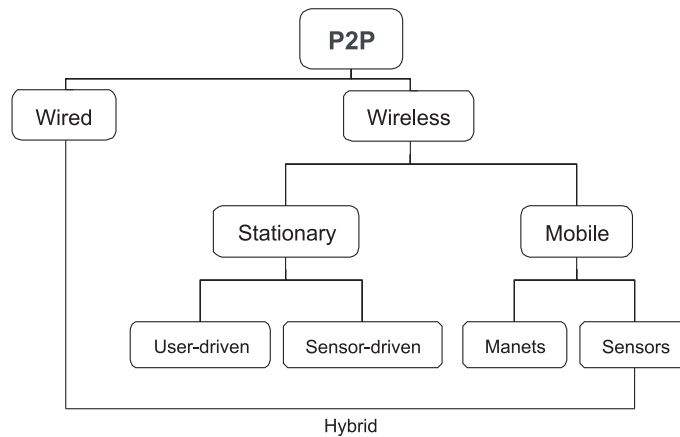 P2P
Wired
Wireless
Stationary
Mobile
User-driven
Sensor-driven
Manets
Sensors
Hybrid